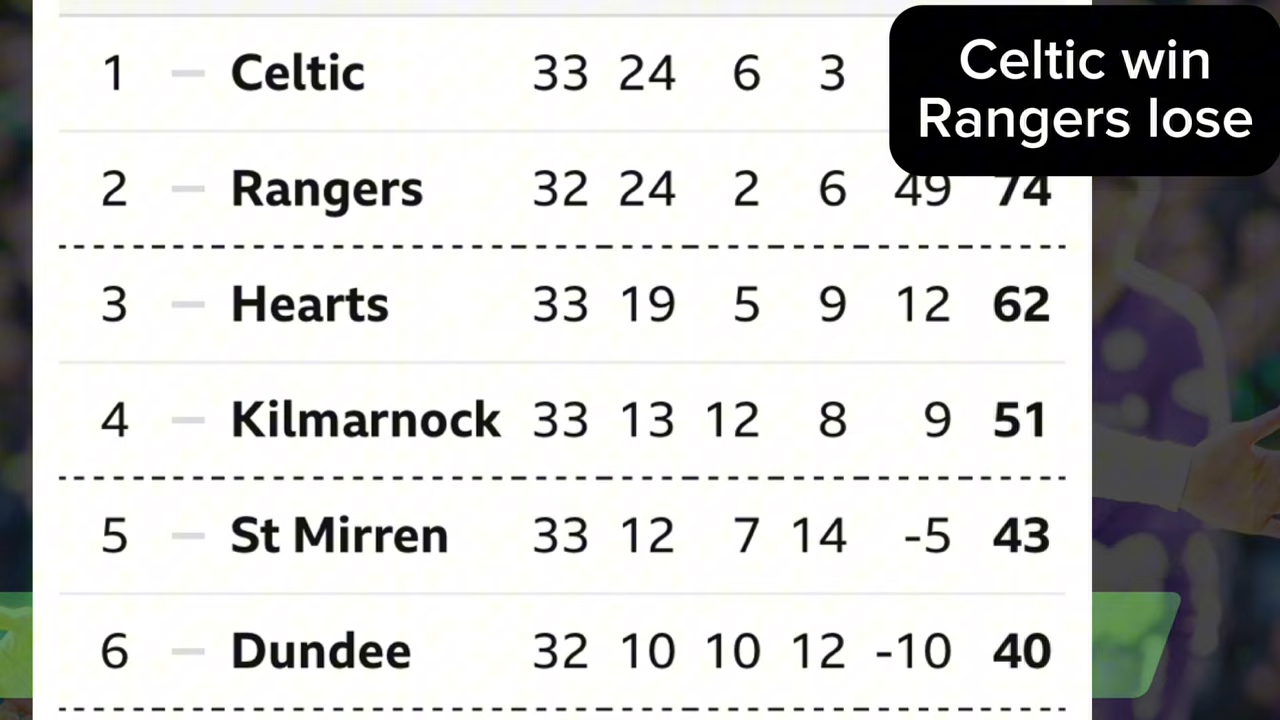 1 – Celtic 33 24 6 3
Celtic win
Rangers lose
2 – Rangers 32 24 2 6 49 74
3 – Hearts 33 19 5 9 12 62
4 – Kilmarnock 33 13 12 8 9 51
5 – St Mirren 33 12 7 14 -5 43
6 – Dundee 32 10 10 12 -10 40